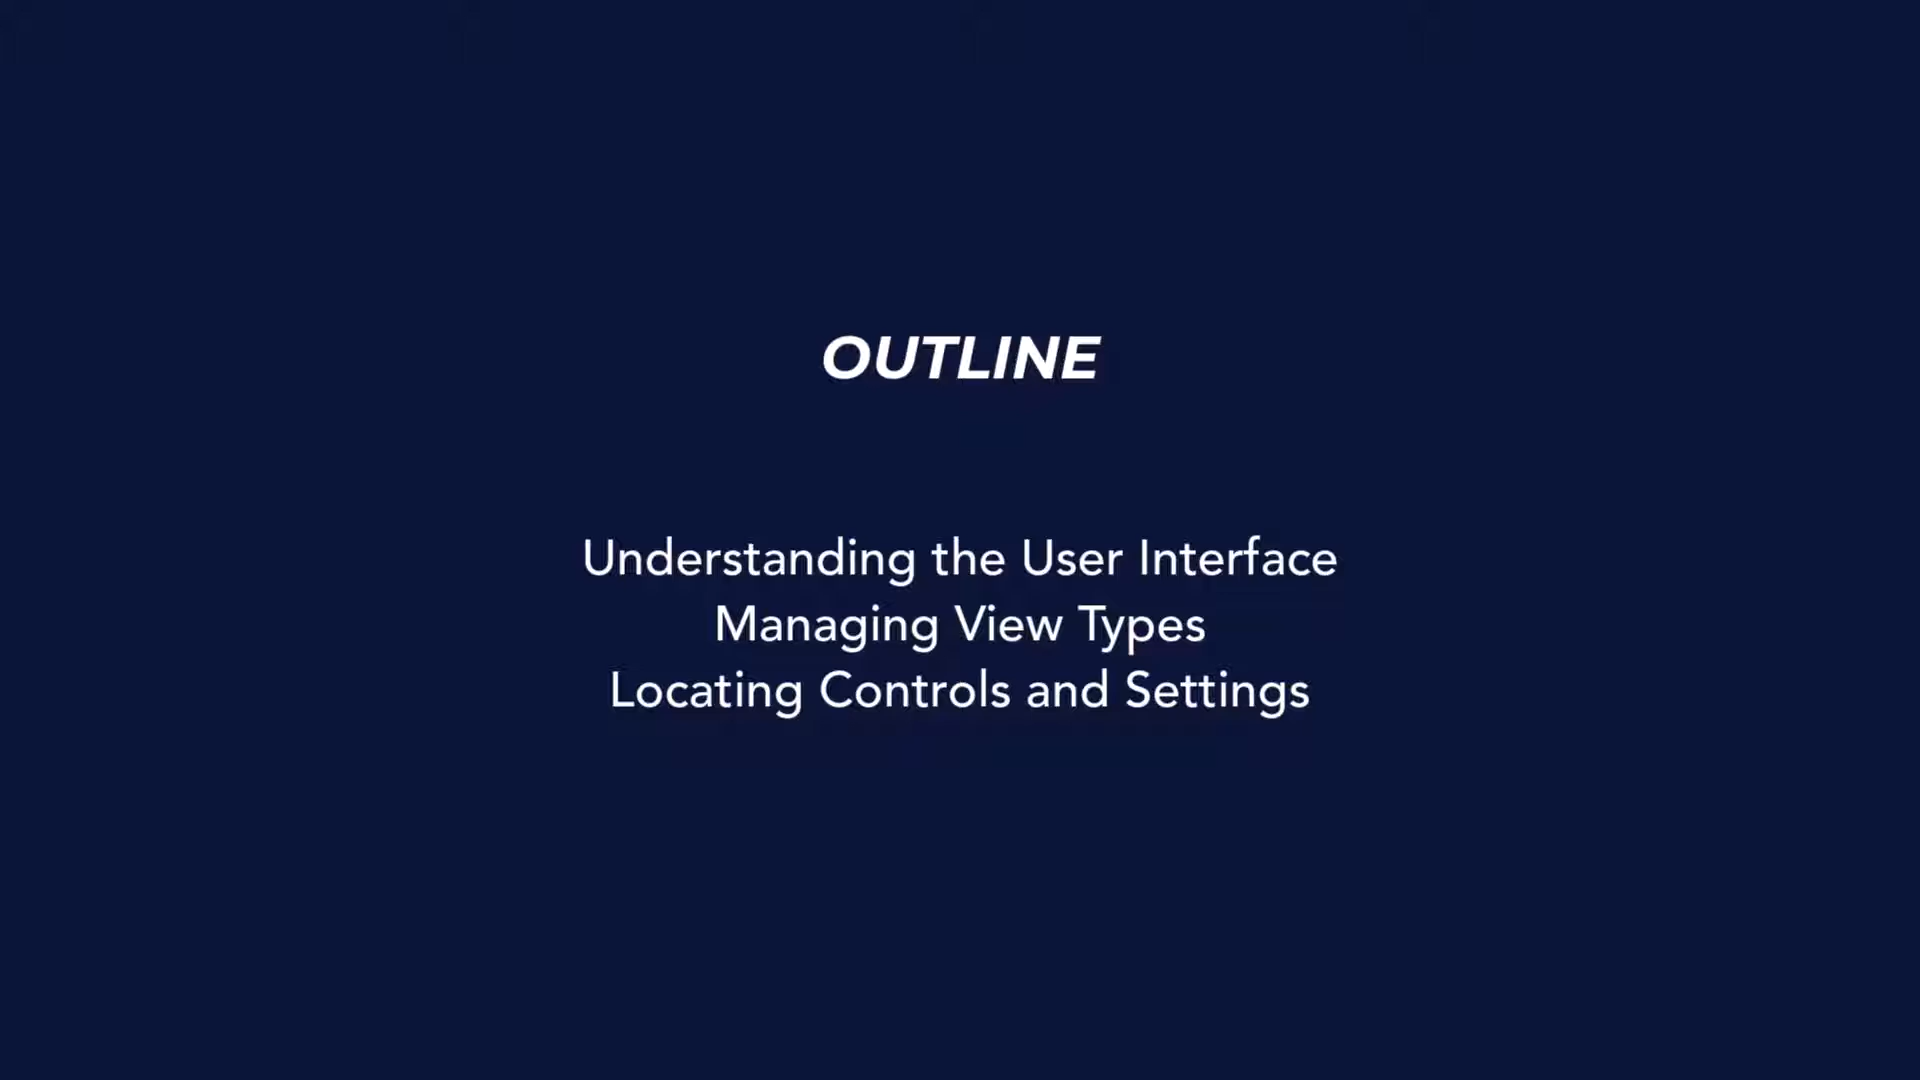 OUTLINE
Understanding the User Interface
Managing View Types
Locating Controls and Settings